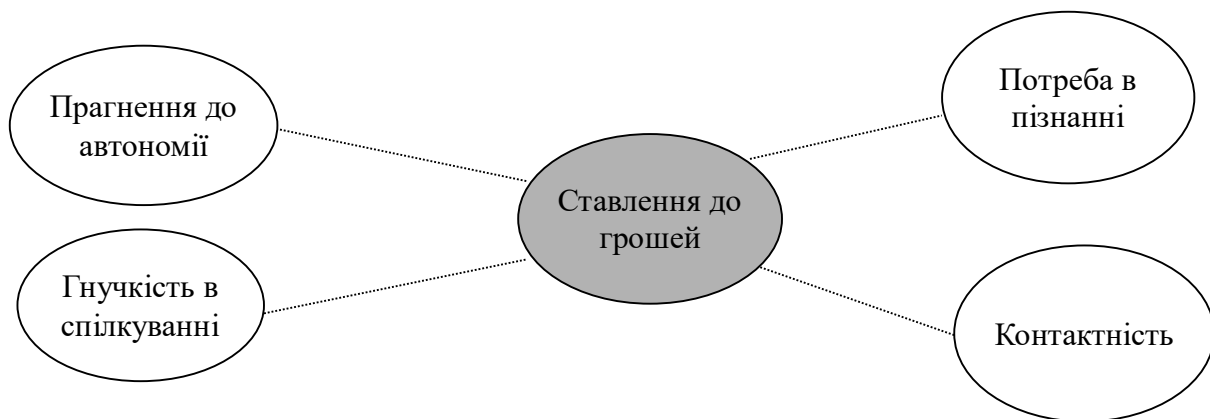 Прагнення до
автономії
Потреба в
пізнанні
Ставлення до
грошей
Гнучкість в
спілкуванні
Контактність